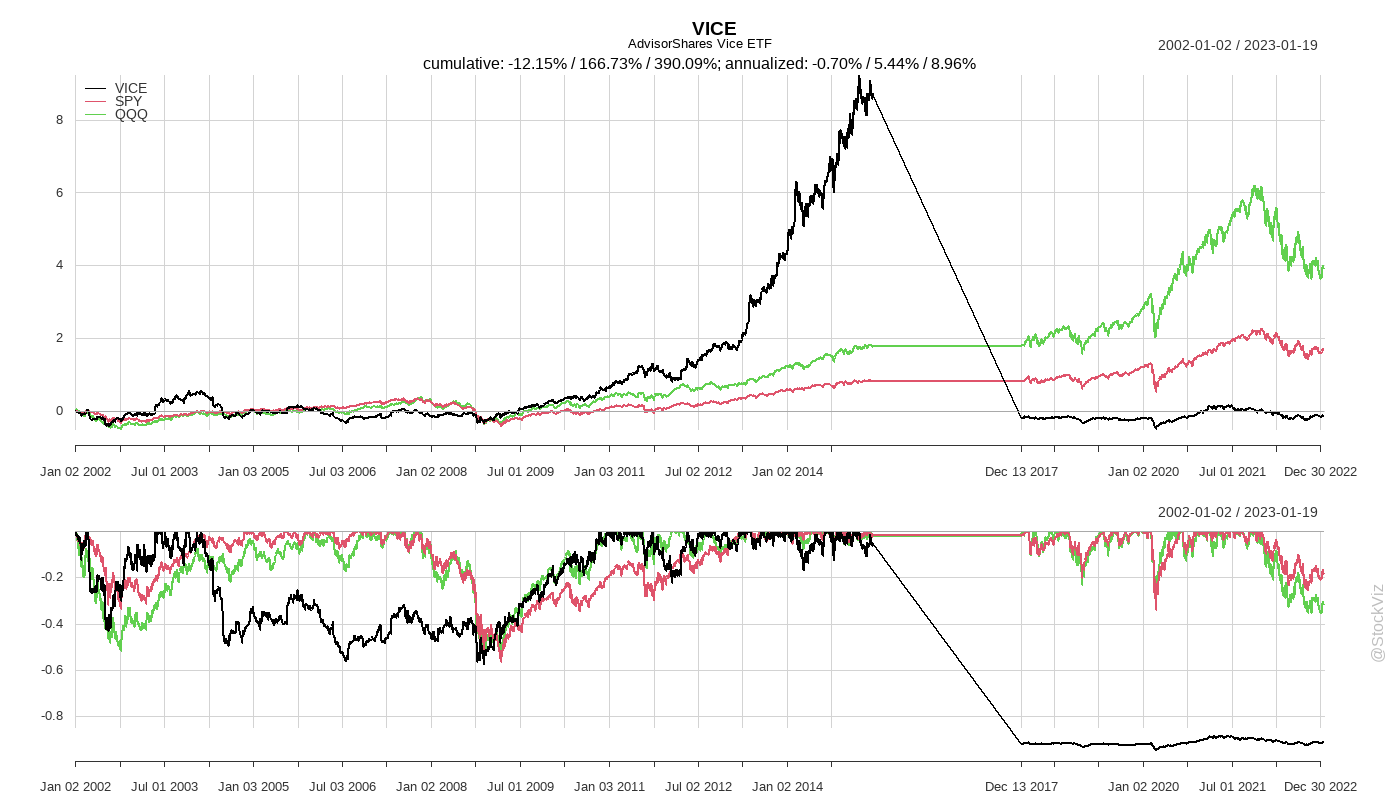 VICE
AdvisorShares Vice ETF
2002-01-02 / 2023-01-19
cumulative: -12.15% / 166.73% / 390.09%; annualized: -0.70% / 5.44% / 8.96%
VICE
SPY
QQQ
8
6
4
2
0
Jan 02 2002 Jul 01 2003 Jan 03 2005 Jul 03 2006 Jan 02 2008 Jul 01 2009 Jan 03 2011 Jul 02 2012 Jan 02 2014 Dec 13 2017 Jan 02 2020 Jul 01 2021 Dec 30 2022
2002-01-02 / 2023-01-19
-0.2
-0.4
-0.6
-0.8
Jan 02 2002 Jul 01 2003 Jan 03 2005 Jul 03 2006 Jan 02 2008 Jul 01 2009 Jan 03 2011 Jul 02 2012 Jan 02 2014 Dec 13 2017 Jan 02 2020 Jul 01 2021 Dec 30 2022
@StockViz